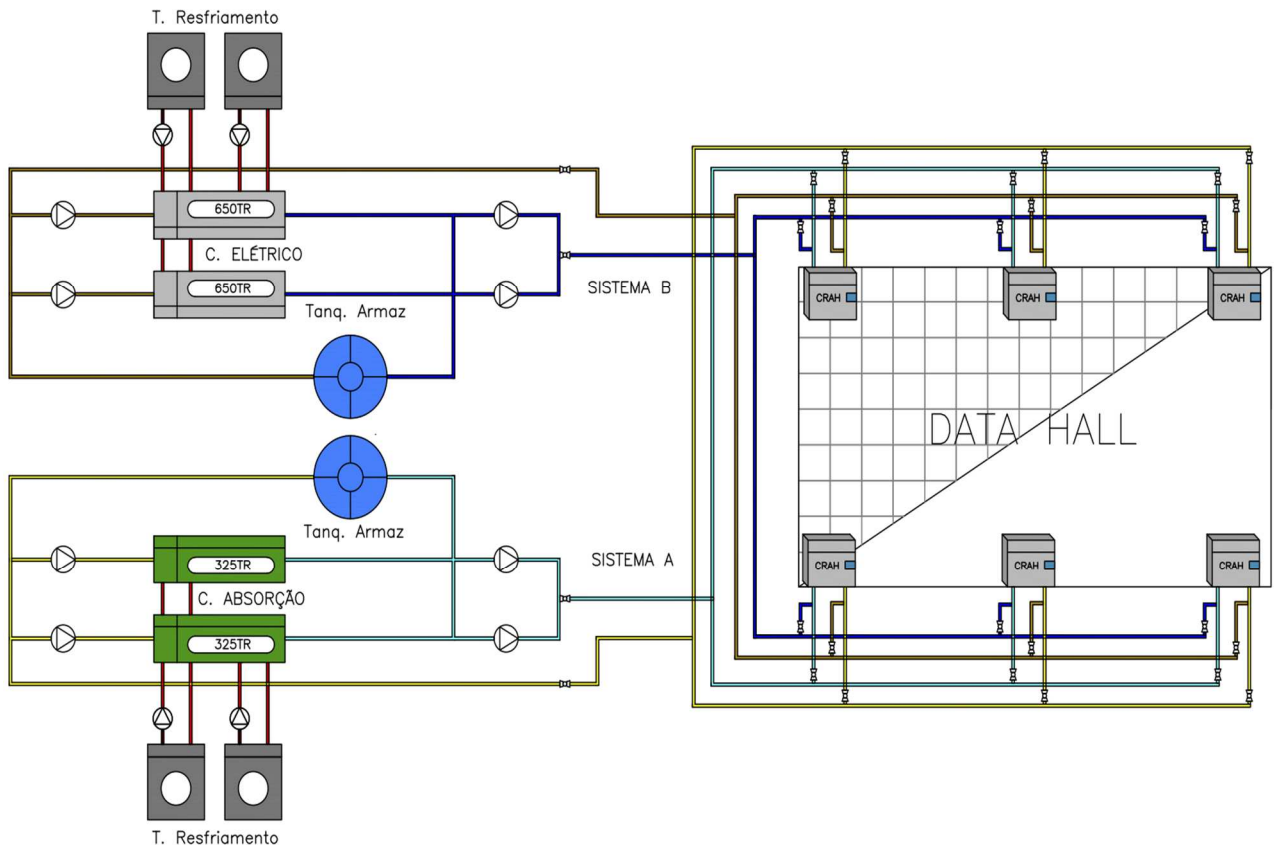 T. Resfriamento
650TR
C. ELÉTRICO
650TR
SISTEMA B
Tanq. Armaz
CRAH
CRAH
CRAH
DATA HALL
Tanq. Armaz
SISTEMA A
325TR
C. ABSORÇÃO
325TR
CRAH
CRAH
CRAH
T. Resfriamento